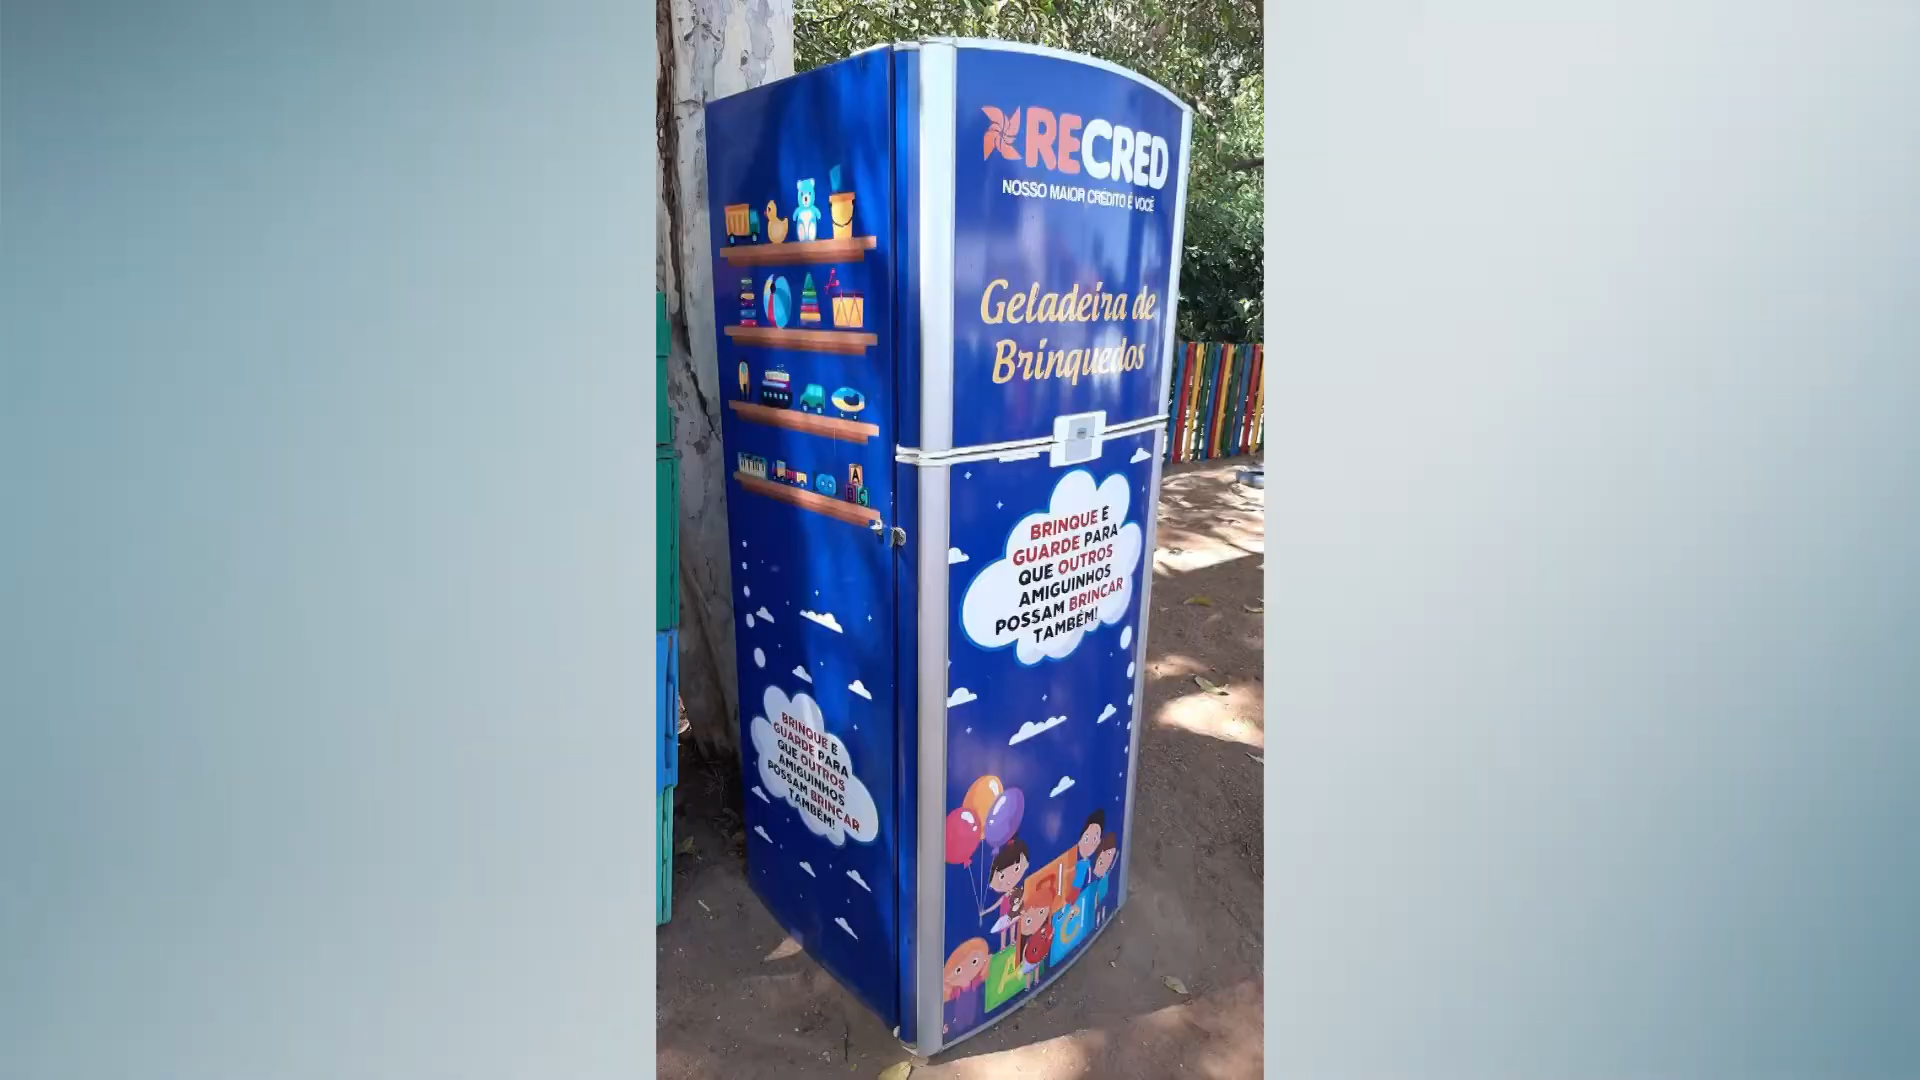 RECRED
NOSSO MAIOR CRÉDITO É VOCÊ
Geladeira de
Brinquedos
BRINQUE E
GUARDE PARA
QUE OUTROS
AMIGUINHOS
POSSAM BRINCAR
TAMBÉM!
BRINQUE E
GUARDE PARA
QUE OUTROS
AMIGUINHOS
POSSAM BRINCAR
TAMBÉM!
A
B C
B
A C